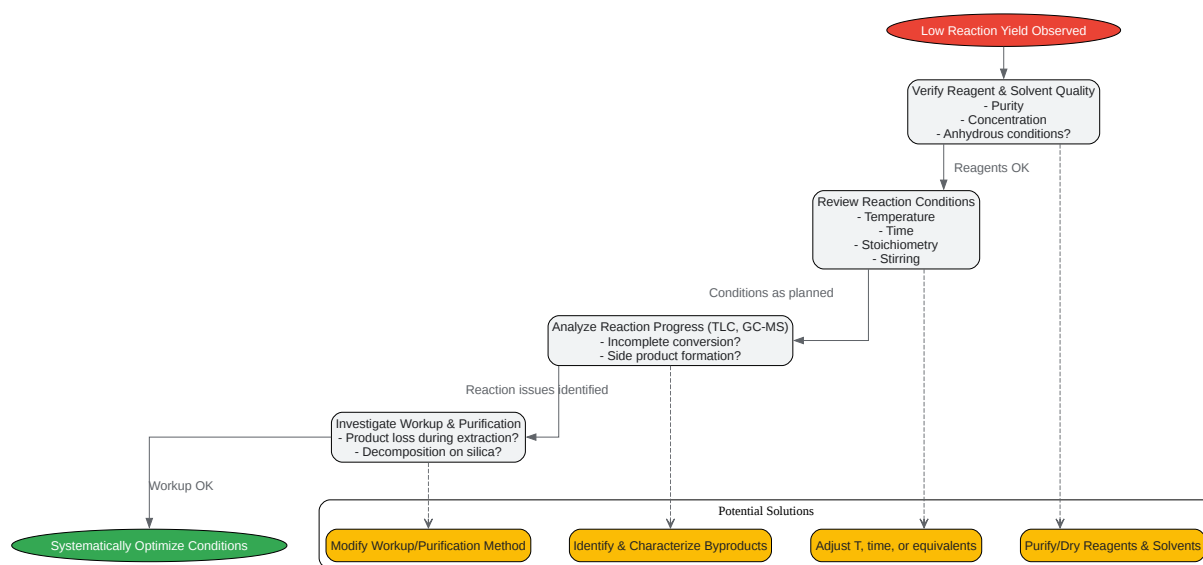 Low Reaction Yield Observed
Verify Reagent & Solvent Quality
- Purity
- Concentration
- Anhydrous conditions?
Reagents OK
Review Reaction Conditions
- Temperature
- Time
- Stoichiometry
- Stirring
Conditions as planned
Analyze Reaction Progress (TLC, GC-MS)
- Incomplete conversion?
- Side product formation?
Reaction issues identified
Investigate Workup & Purification
- Product loss during extraction?
- Decomposition on silica?
Workup OK
Systematically Optimize Conditions
Potential Solutions
Modify Workup/Purification Method
Identify & Characterize Byproducts
Adjust T, time, or equivalents
Purify/Dry Reagents & Solvents